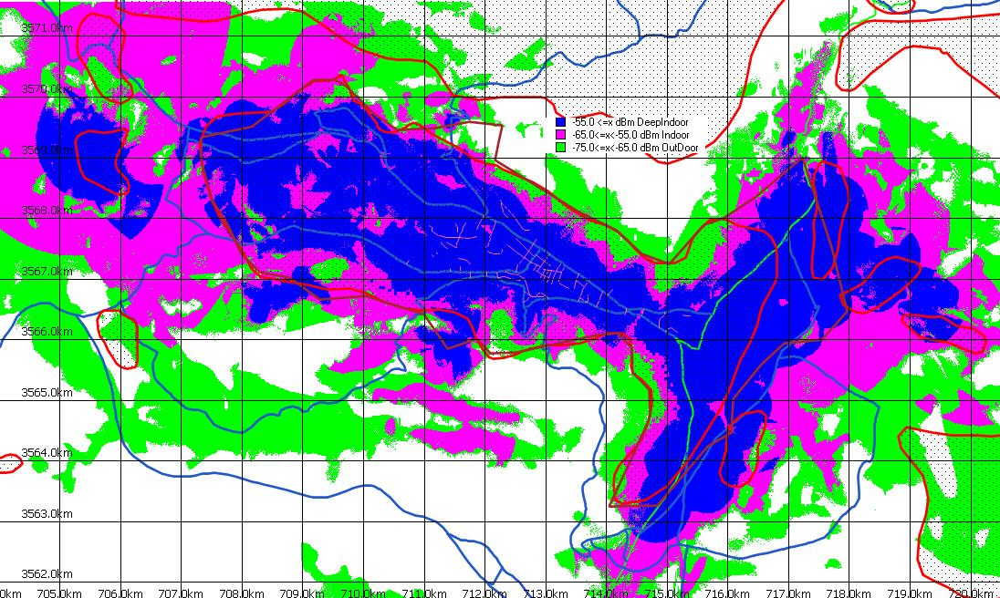 3571.0km
3570.0km
-55.0 <=x dBm DeepIndoor
-65.0<=x<-55.0 dBm Indoor
-75.0<=x<-65.0 dBm OutDoor
3569.0km
3568.0km
3567.0km
3566.0km
3565.0km
3564.0km
3563.0km
3562.0km
0km 705.0km 706.0km 707.0km 708.0km 709.0km 710.0km 711.0km 712.0km 713.0km 714.0km 715.0km 716.0km 717.0km 718.0km 719.0km 720.0km